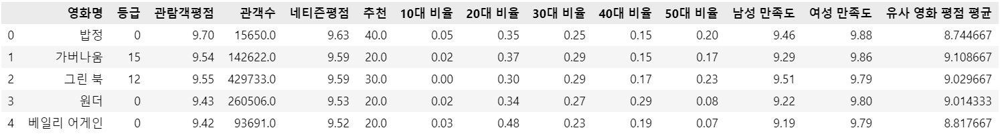 영화명 등급 관람객평점 관객수 네티즌평점 추천 10대 비율 20대 비율 30대 비율 40대 비율 50대 비율 남성 만족도 여성 만족도 유사 영화 평점 평균
0 밥정 0 9.70 15650.0 9.63 40.0 0.05 0.35 0.25 0.15 0.20 9.46 9.88 8.744667
1 가버나움 15 9.54 142622.0 9.59 20.0 0.02 0.37 0.29 0.15 0.17 9.29 9.86 9.108667
2 그린 북 12 9.55 429733.0 9.59 30.0 0.00 0.30 0.29 0.17 0.23 9.51 9.79 9.029667
3 원더 0 9.43 260506.0 9.53 20.0 0.02 0.34 0.27 0.29 0.08 9.22 9.80 9.014333
4 베일리 어게인 0 9.42 93691.0 9.52 20.0 0.03 0.48 0.23 0.19 0.07 9.19 9.79 8.817667